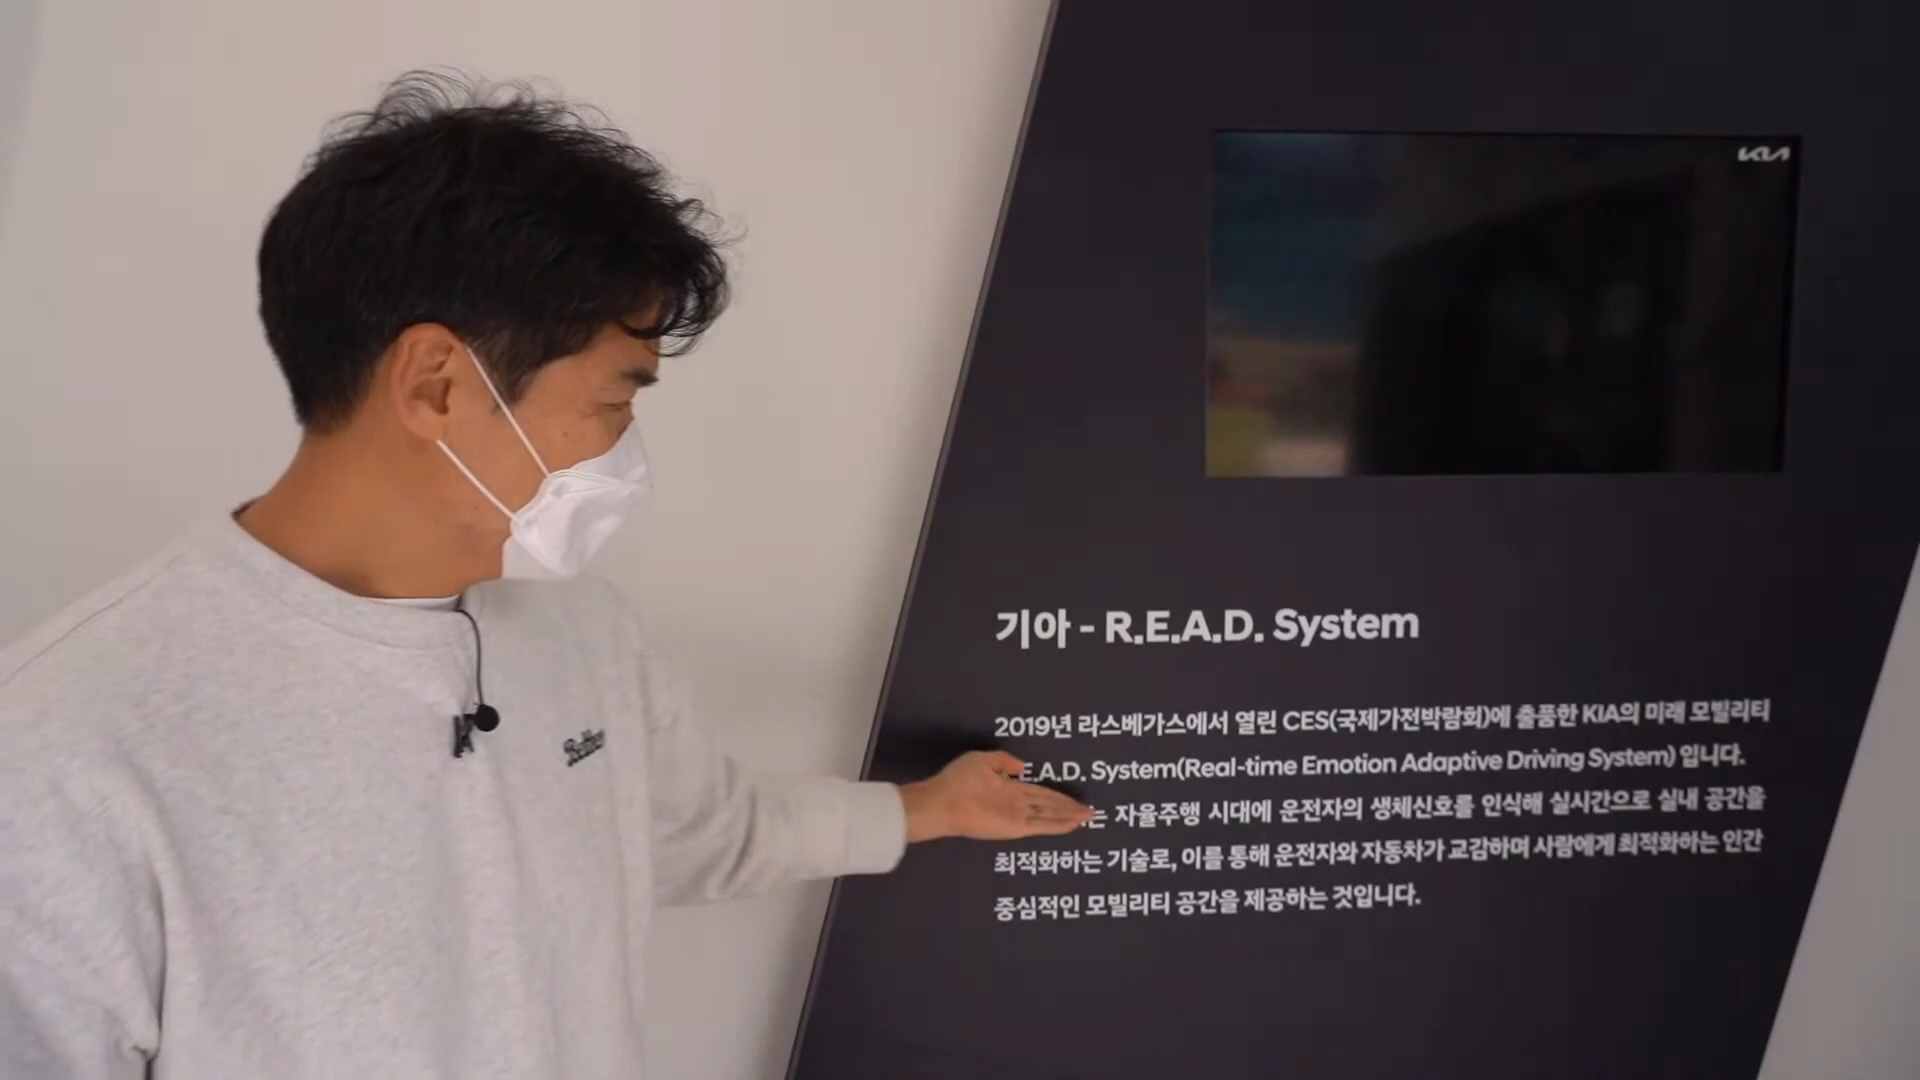 KIA
기아 - R.E.A.D. System
2019년 라스베가스에서 열린 CES(국제가전박람회)에 출품한 KIA의 미래 모빌리티
E.A.D. System(Real-time Emotion Adaptive Driving System) 입니다.
는 자율주행 시대에 운전자의 생체신호를 인식해 실시간으로 실내 공간을
최적화하는 기술로, 이를 통해 운전자와 자동차가 교감하며 사람에게 최적화하는 인간
중심적인 모빌리티 공간을 제공하는 것입니다.